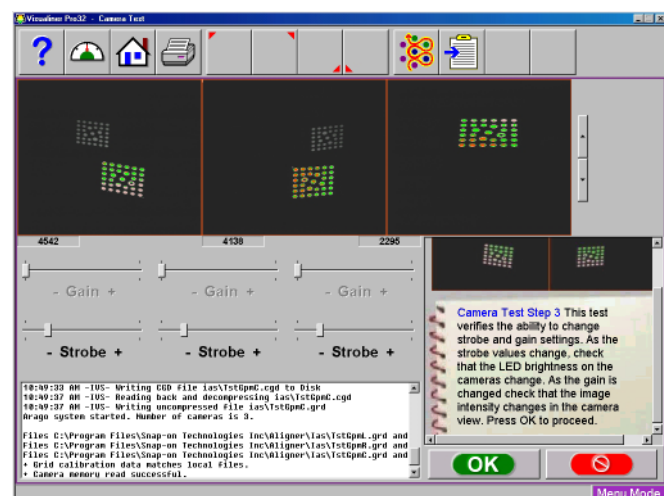 Visualiner Pro32 - Camera Test
4542
4138
2295
- Gain +
- Gain +
- Gain +
- Strobe +
- Strobe +
- Strobe +
Camera Test Step 3 This test
verifies the ability to change
strobe and gain settings. As the
strobe values change, check
that the LED brightness on the
cameras change. As the gain is
changed check that the image
intensity changes in the camera
view. Press OK to proceed.
10:49:33 AM -IVS- Writing CGD file ias\TstGpmC.cgd to Disk
10:49:37 AM -IVS- Reading back and decompressing ias\TstGpmC.cgd
10:49:37 AM -IVS- Writing uncompressed file ias\TstGpmC.grd
Arago system started. Number of cameras is 3.
Files C:\Program Files\Snap-on Technologies Inc\Aligner\Ias\TstGpmL.grd and
Files C:\Program Files\Snap-on Technologies Inc\Aligner\Ias\TstGpmR.grd and
Files C:\Program Files\Snap-on Technologies Inc\Aligner\Ias\TstGpmC.grd and
+ Grid calibration data matches local files.
+ Camera memory read successful.
OK
Menu Mode